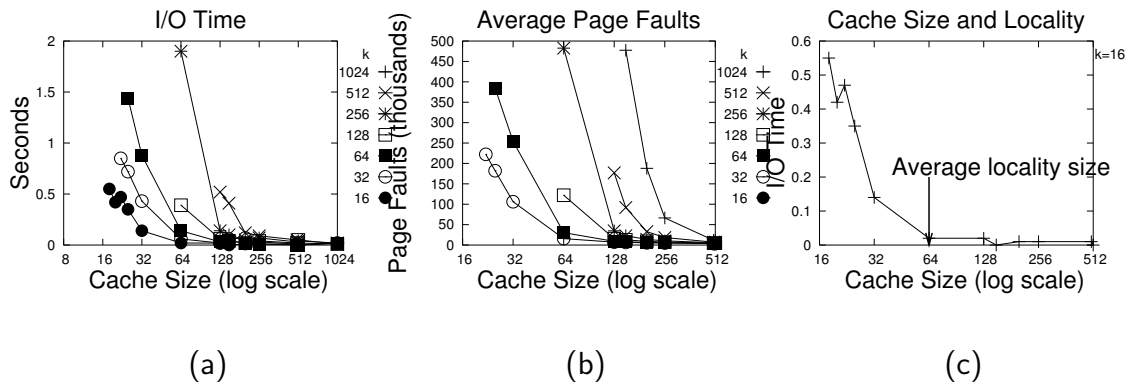 I/O Time
Seconds
2
1.5
1
0.5
0
8 16 32 64 128 256 512 1024
Cache Size (log scale)
k
1024
512
256
128
64
32
16
(a)
Average Page Faults
Page Faults (thousands)
500
450
400
350
300
250
200
150
100
50
0
16 32 64 128 256 512
Cache Size (log scale)
k
1024
512
256
128
64
32
16
(b)
Cache Size and Locality
I/O Time
0.6
0.5
0.4
0.3
0.2
0.1
0
k=16
Average locality size
16 32 64 128 256 512
Cache Size (log scale)
(c)